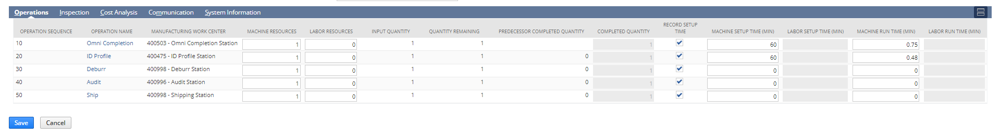 Operations Inspection Cost Analysis Communication System Information
OPERATION SEQUENCE OPERATION NAME MANUFACTURING WORK CENTER MACHINE RESOURCES LABOR RESOURCES INPUT QUANTITY QUANTITY REMAINING PREDECESSOR COMPLETED QUANTITY COMPLETED QUANTITY RECORD SETUP TIME MACHINE SETUP TIME (MIN) LABOR SETUP TIME (MIN) MACHINE RUN TIME (MIN) LABOR RUN TIME (MIN)
10 Omni Completion 400503 - Omni Completion Station 1 0 1 1 1 60 0.75
20 ID Profile 400475 - ID Profile Station 1 0 1 1 0 1 60 0.48
30 Deburr 400998 - Deburr Station 1 0 1 1 0 1 0 0
40 Audit 400996 - Audit Station 1 0 1 1 0 1 0 0
50 Ship 400998 - Shipping Station 1 0 1 1 0 1 0 0
Save Cancel